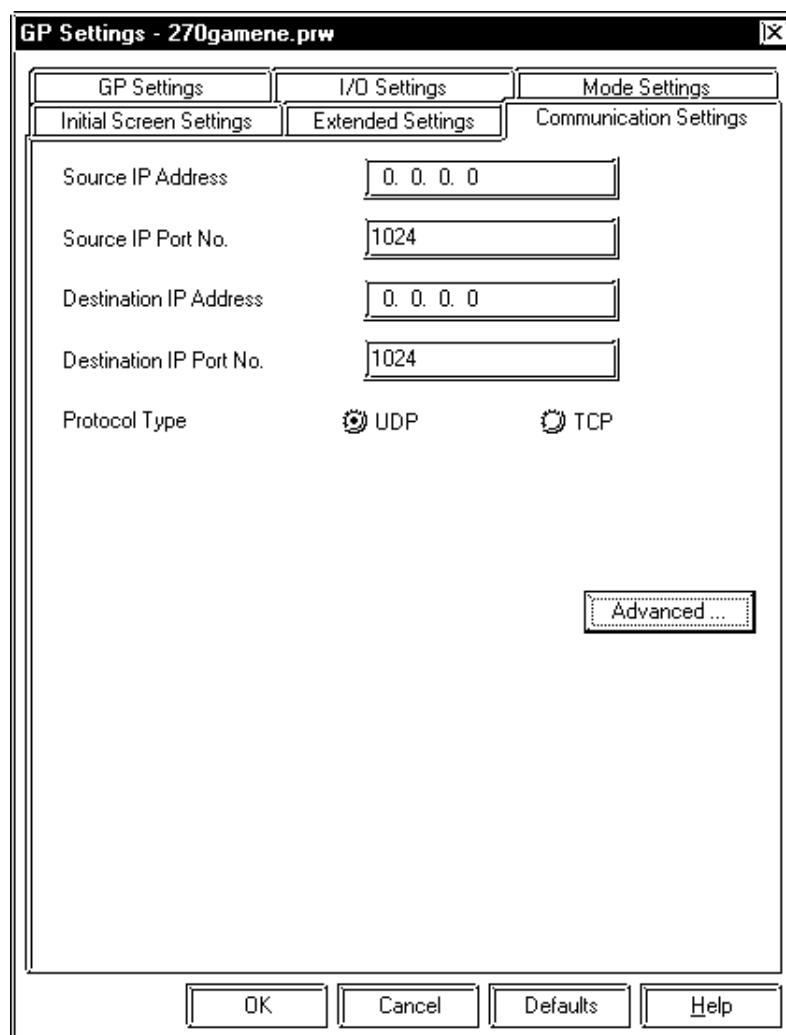 GP Settings - 270gamene.prw
GP Settings I/O Settings Mode Settings
Initial Screen Settings Extended Settings Communication Settings
Source IP Address 0. 0. 0. 0
Source IP Port No. 1024
Destination IP Address 0. 0. 0. 0
Destination IP Port No. 1024
Protocol Type UDP TCP
Advanced ...
OK Cancel Defaults Help